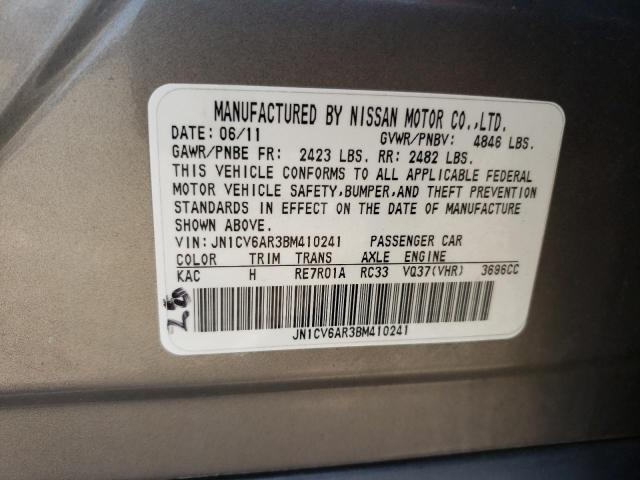 MANUFACTURED BY NISSAN MOTOR CO.,LTD.
DATE: 06/11 GVWR/PNBV: 4846 LBS.
GAWR/PNBE FR: 2423 LBS. RR: 2482 LBS.
THIS VEHICLE CONFORMS TO ALL APPLICABLE FEDERAL
MOTOR VEHICLE SAFETY,BUMPER,AND THEFT PREVENTION
STANDARDS IN EFFECT ON THE DATE OF MANUFACTURE
SHOWN ABOVE.
VIN: JN1CV6AR3BM410241 PASSENGER CAR
COLOR TRIM TRANS AXLE ENGINE
KAC H RE7R01A RC33 VQ37(VHR) 3696CC
JN1CV6AR3BM410241